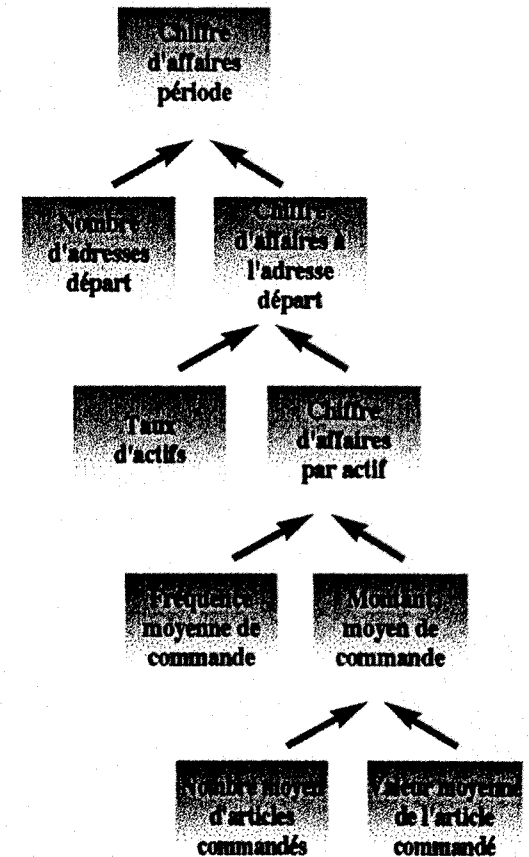 Chiffre
d'affaires
période
Nombre
d'adresses
départ
Chiffre
d'affaires à
l'adresse
départ
Taux
d'actifs
Chiffre
d'affaires
par actif
Fréquence
moyenne de
commande
Montant
moyen de
commande
Nombre moyen
d'articles
commandés
Valeur moyenne
de l'article
commandé